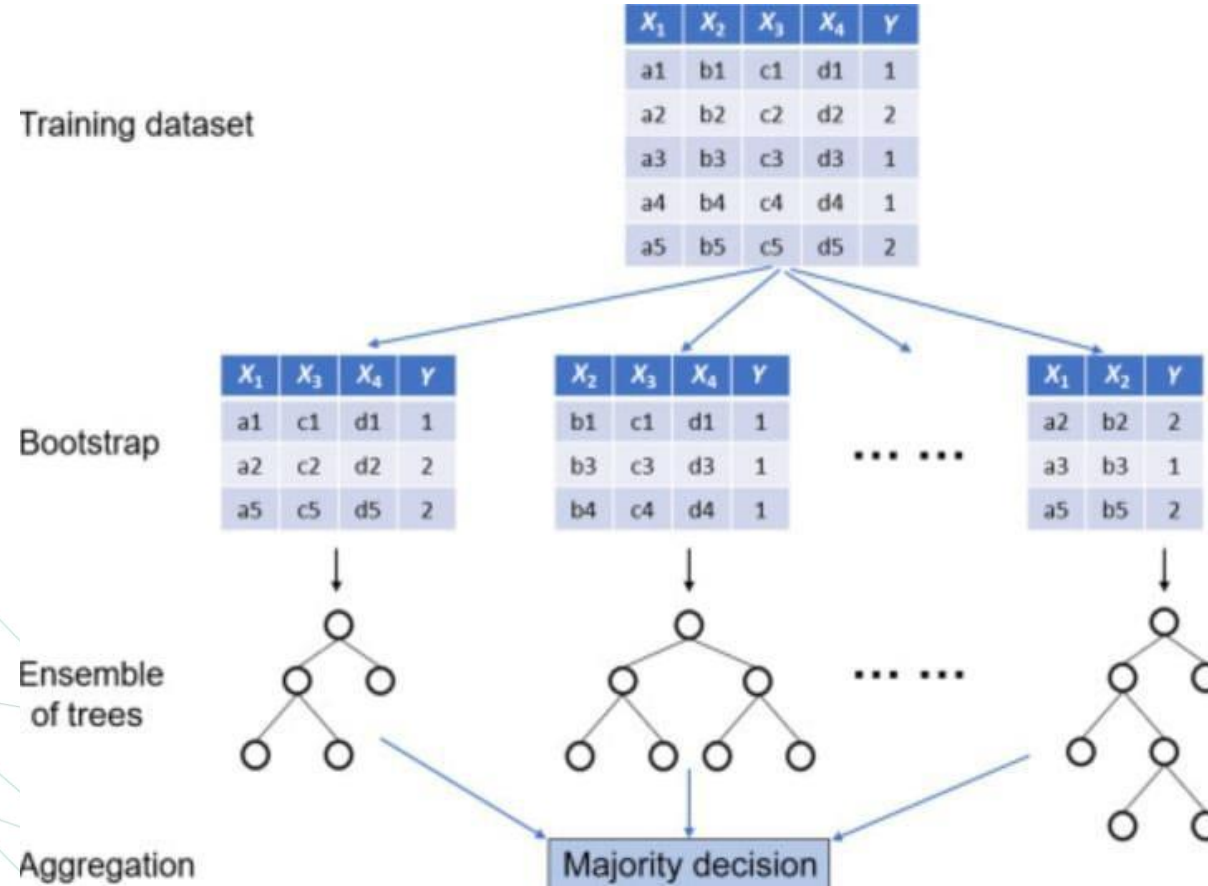 X₁ X₂ X₃ X₄ Y
a1 b1 c1 d1 1
Training dataset
a2 b2 c2 d2 2
a3 b3 c3 d3 1
a4 b4 c4 d4 1
a5 b5 c5 d5 2
X₁ X₃ X₄ Y
a1 c1 d1 1
a2 c2 d2 2
a5 c5 d5 2
X₂ X₃ X₄ Y
b1 c1 d1 1
b3 c3 d3 1
b4 c4 d4 1
... ...
X₁ X₂ Y
a2 b2 2
a3 b3 1
a5 b5 2
Bootstrap
Ensemble
of trees
... ...
Aggregation
Majority decision